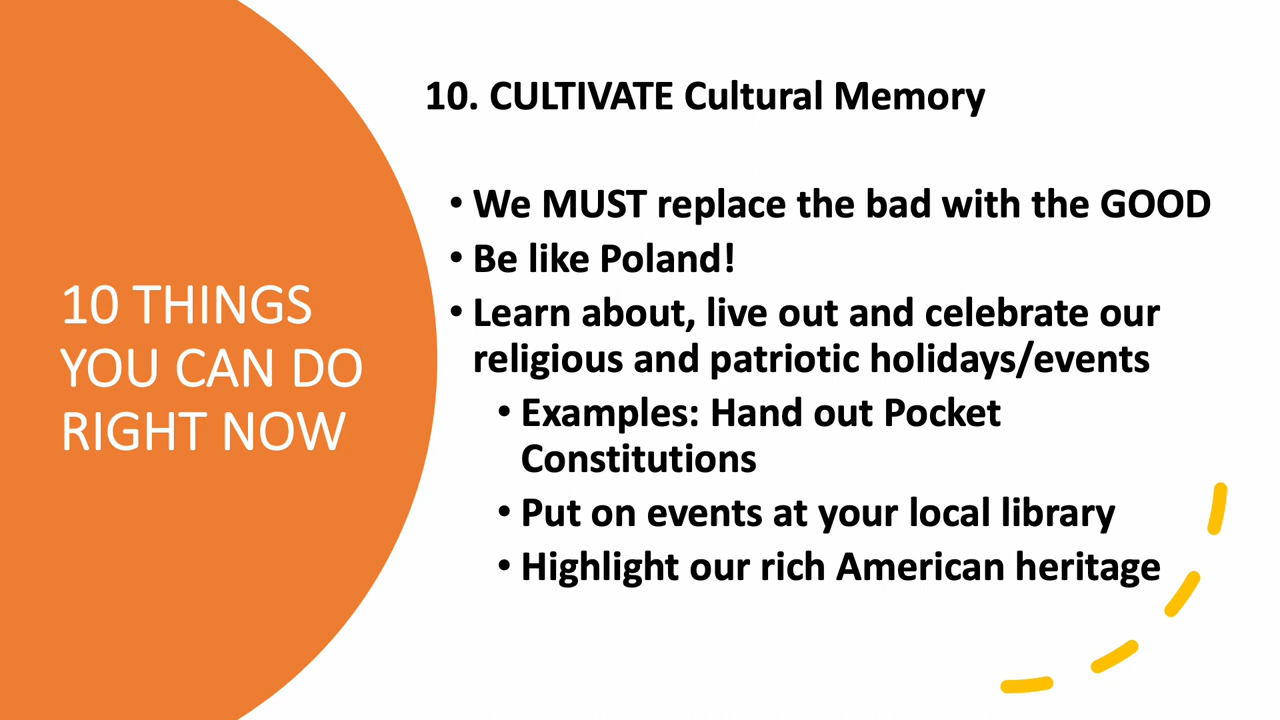 10 THINGS
YOU CAN DO
RIGHT NOW
10. CULTIVATE Cultural Memory
• We MUST replace the bad with the GOOD
• Be like Poland!
• Learn about, live out and celebrate our
religious and patriotic holidays/events
• Examples: Hand out Pocket
Constitutions
• Put on events at your local library
• Highlight our rich American heritage